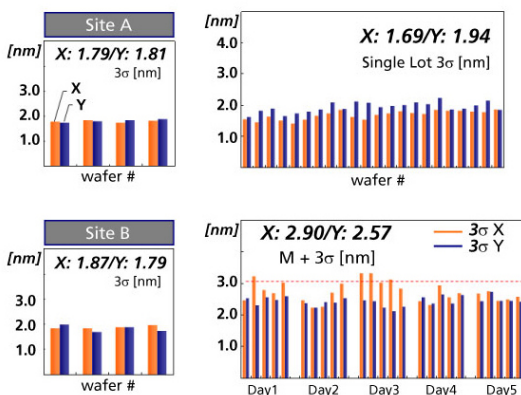 Site A
[nm]
X: 1.79/Y: 1.81
3σ [nm]
X
Y
3.0
2.0
1.0
wafer #
[nm]
4.0
3.0
2.0
1.0
X: 1.69/Y: 1.94
Single Lot 3σ [nm]
wafer #
Site B
[nm]
X: 1.87/Y: 1.79
3σ [nm]
3.0
2.0
1.0
wafer #
[nm]
4.0
3.0
2.0
1.0
X: 2.90/Y: 2.57
M + 3σ [nm]
3σ X
3σ Y
Day1 Day2 Day3 Day4 Day5